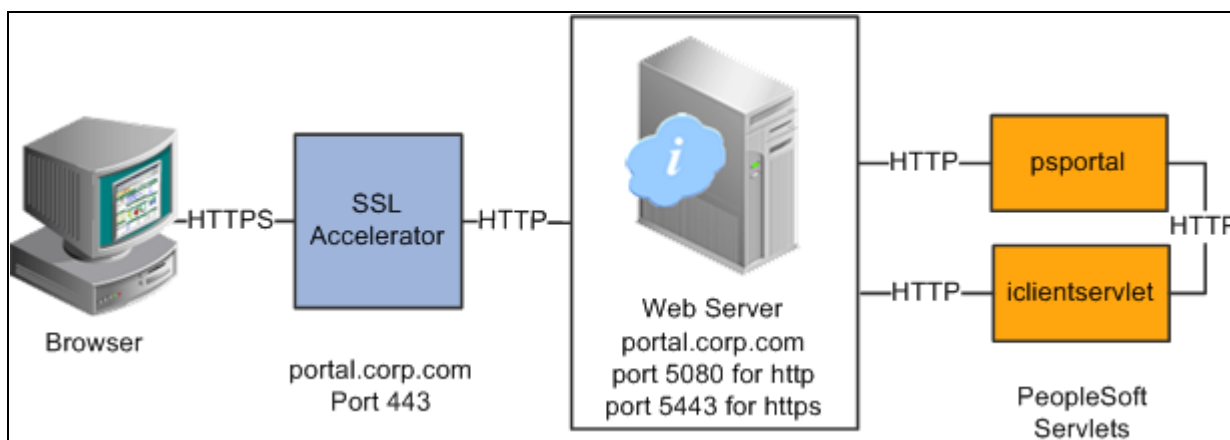 Browser
HTTPS
SSL
Accelerator
portal.corp.com
Port 443
HTTP
i
Web Server
portal.corp.com
port 5080 for http
port 5443 for https
HTTP
psportal
HTTP
HTTP
iclientservlet
PeopleSoft
Servlets